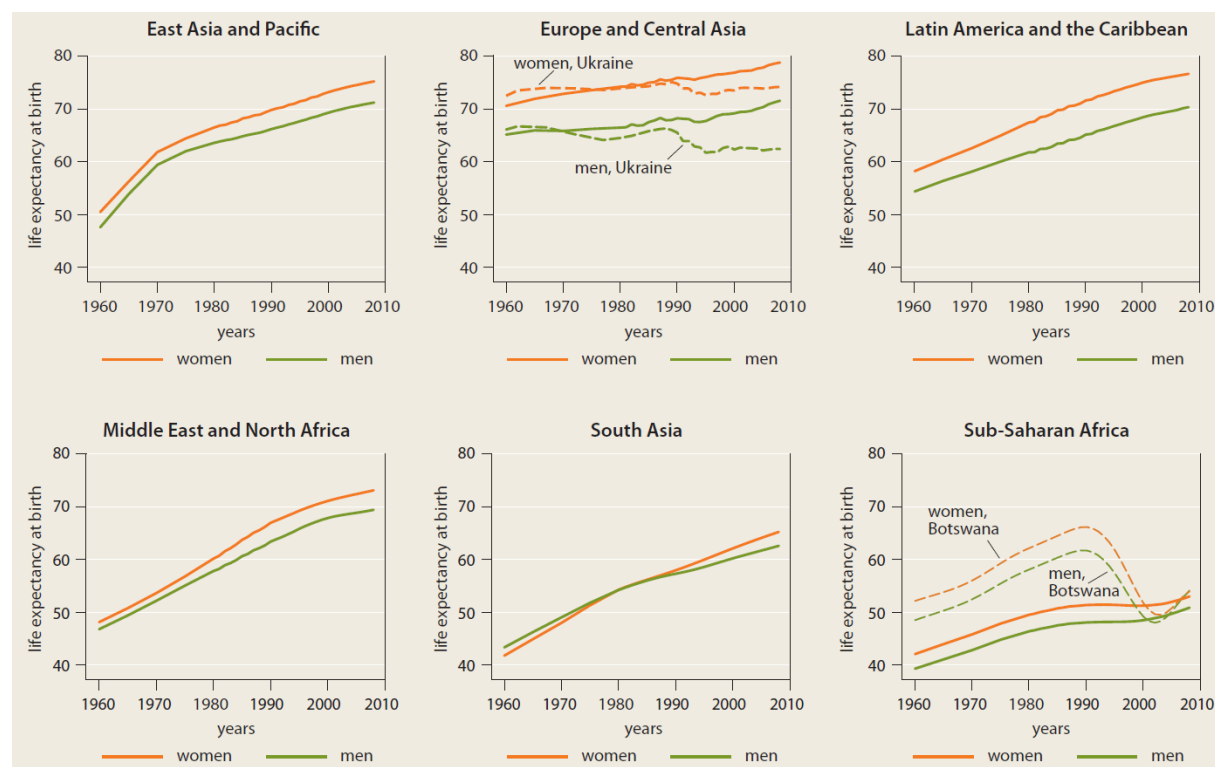 East Asia and Pacific
life expectancy at birth
80
70
60
50
40
1960 1970 1980 1990 2000 2010
years
women men
Europe and Central Asia
life expectancy at birth
80
70
60
50
40
women, Ukraine
men, Ukraine
1960 1970 1980 1990 2000 2010
years
women men
Latin America and the Caribbean
life expectancy at birth
80
70
60
50
40
1960 1970 1980 1990 2000 2010
years
women men
Middle East and North Africa
life expectancy at birth
80
70
60
50
40
1960 1970 1980 1990 2000 2010
years
women men
South Asia
life expectancy at birth
80
70
60
50
40
1960 1970 1980 1990 2000 2010
years
women men
Sub-Saharan Africa
life expectancy at birth
80
70
60
50
40
women,
Botswana
men,
Botswana
1960 1970 1980 1990 2000 2010
years
women men